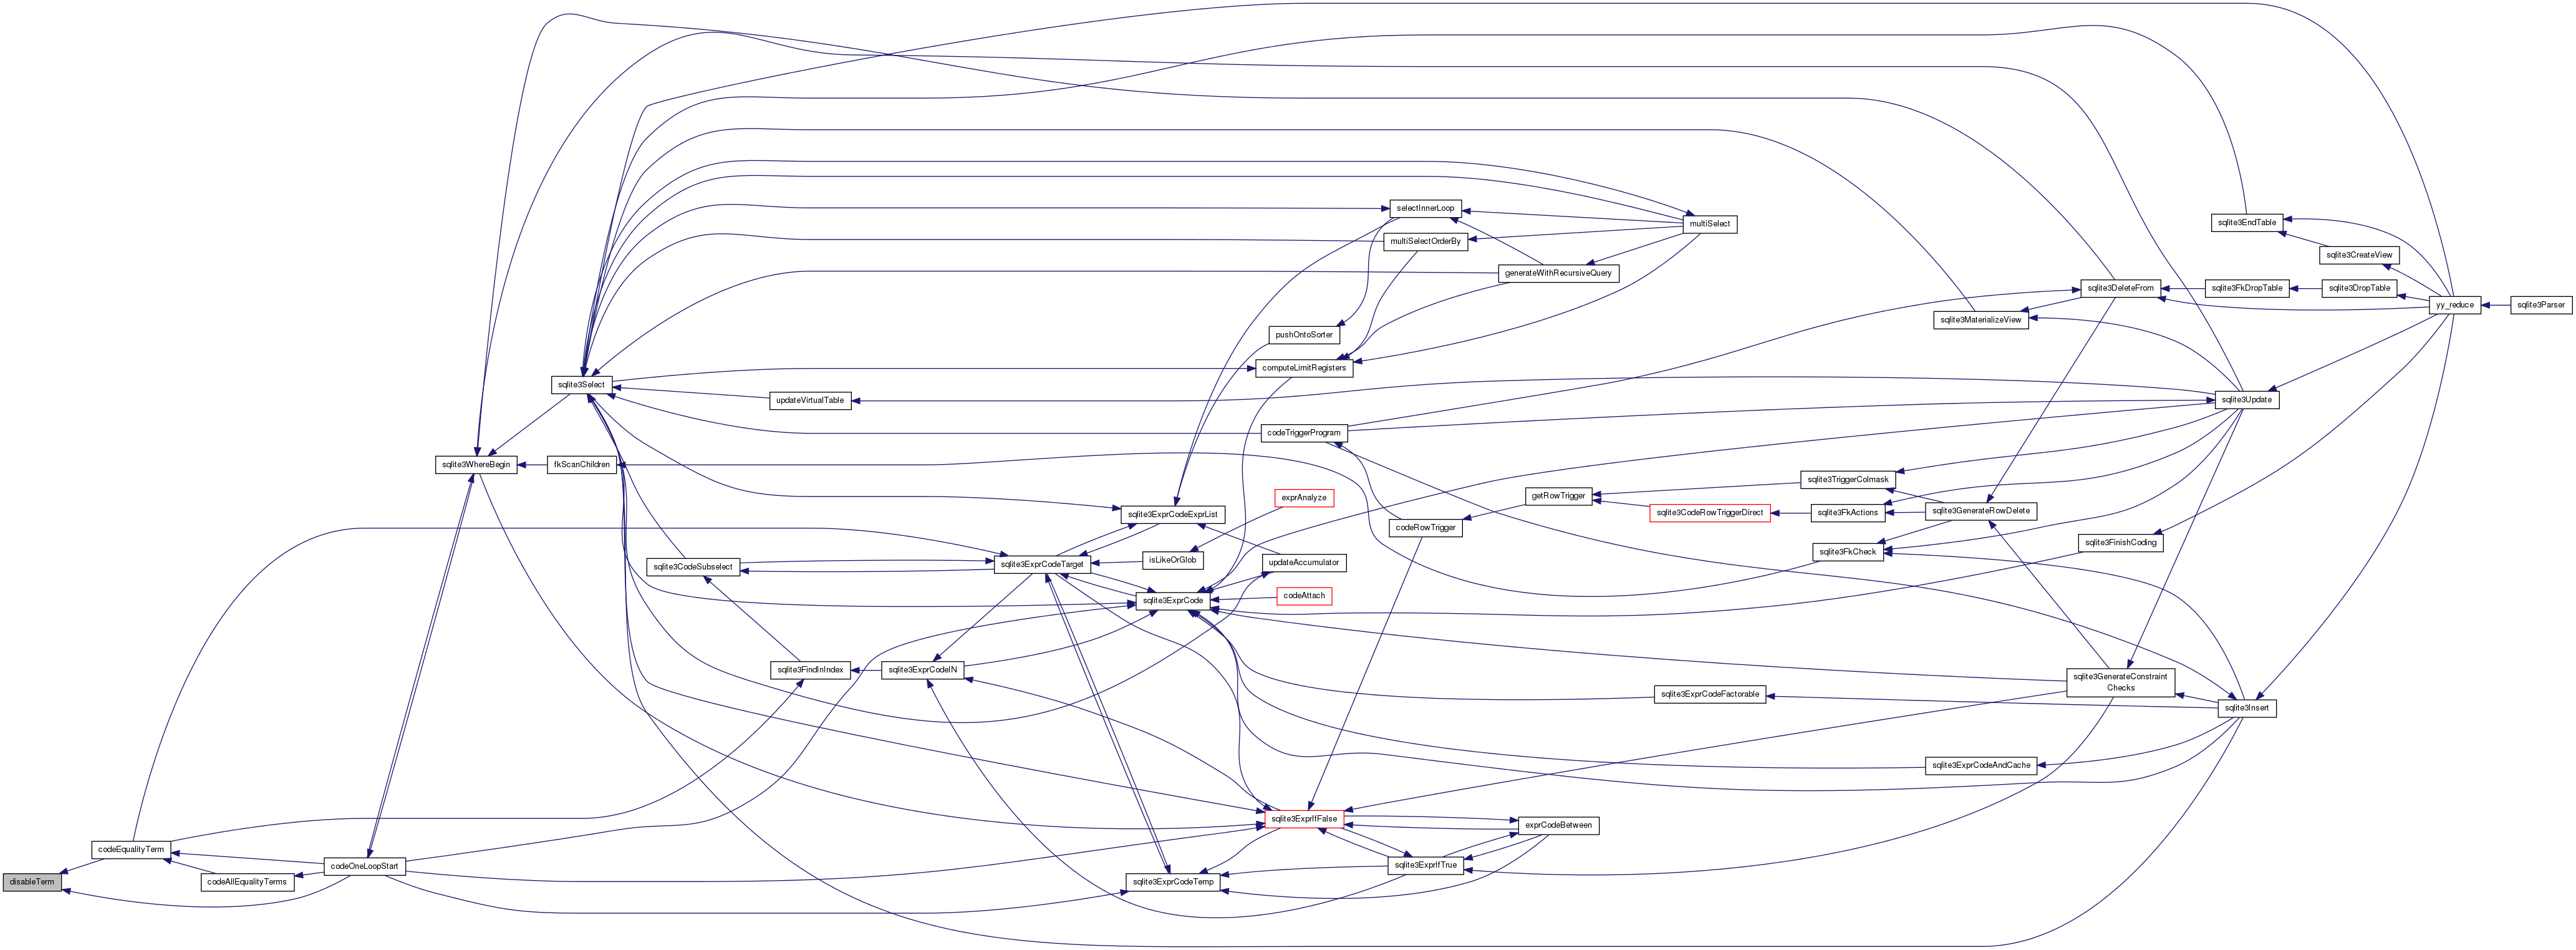 selectInnerLoop
multiSelect
sqlite3EndTable
multiSelectOrderBy
sqlite3CreateView
generateWithRecursiveQuery
sqlite3DeleteFrom
sqlite3FkDropTable
sqlite3DropTable
yy_reduce
sqlite3Parser
sqlite3MaterializeView
pushOntoSorter
computeLimitRegisters
sqlite3Select
updateVirtualTable
sqlite3Update
codeTriggerProgram
sqlite3WhereBegin
fkScanChildren
sqlite3TriggerColmask
exprAnalyze
getRowTrigger
sqlite3ExprCodeExprList
sqlite3CodeRowTriggerDirect
sqlite3FkActions
sqlite3GenerateRowDelete
codeRowTrigger
sqlite3FinishCoding
sqlite3FkCheck
isLikeOrGlob
updateAccumulator
sqlite3CodeSubselect
sqlite3ExprCodeTarget
codeAttach
sqlite3ExprCode
sqlite3FindInIndex
sqlite3ExprCodeIN
sqlite3GenerateConstraint
Checks
sqlite3ExprCodeFactorable
sqlite3Insert
sqlite3ExprCodeAndCache
sqlite3ExprIfFalse
exprCodeBetween
codeEqualityTerm
codeOneLoopStart
sqlite3ExprIfTrue
disableTerm
codeAllEqualityTerms
sqlite3ExprCodeTemp